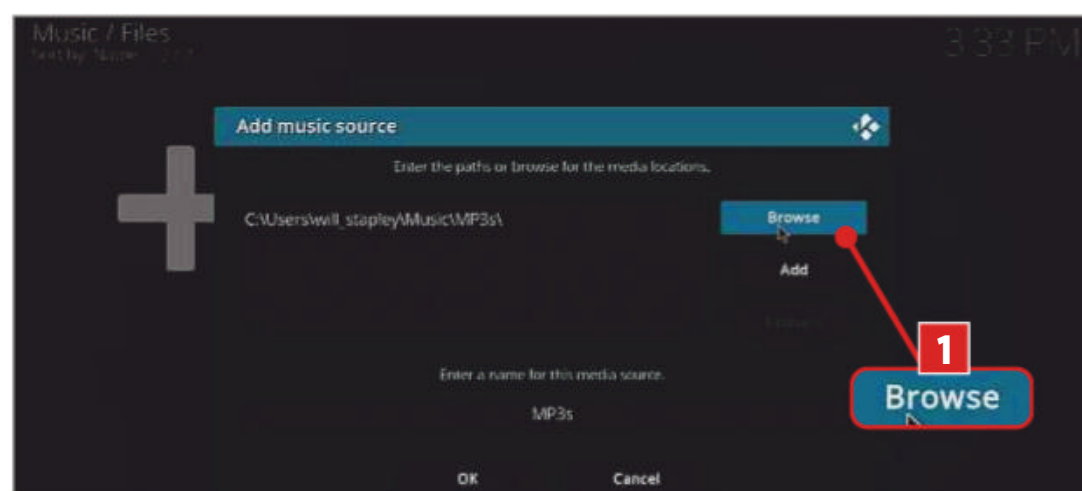 Music / Files
3:33 PM
Add music source
Enter the paths or browse for the media locations.
C:\Users\will_stapley\Music\MP3s\
Browse
Add
1
Browse
Enter a name for this media source.
MP3s
OK Cancel